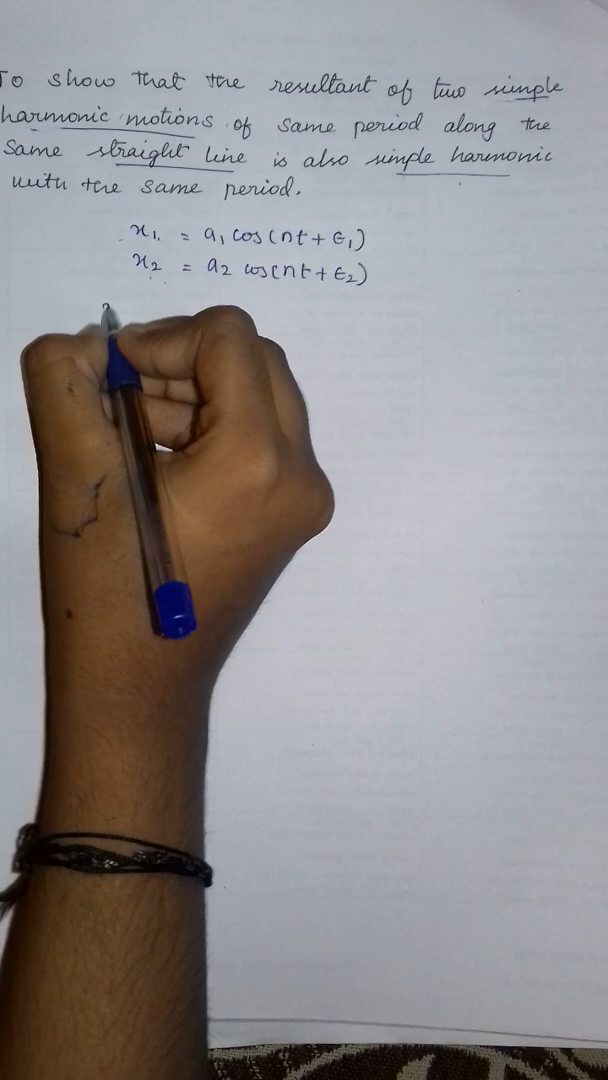 To show that the resultant of two simple
harmonic motions of same period along the
same straight line is also simple harmonic
with the same period.
x₁ = a₁ cos(nt + ϵ₁)
x₂ = a₂ cos(nt + ϵ₂)